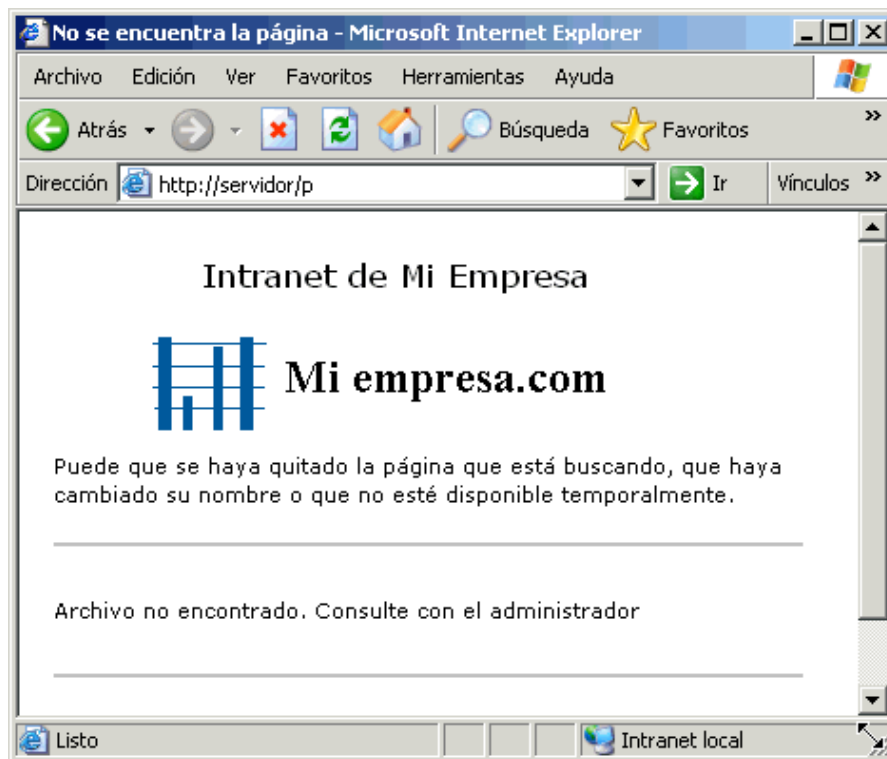 No se encuentra la página - Microsoft Internet Explorer
Archivo Edición Ver Favoritos Herramientas Ayuda
Atrás Búsqueda Favoritos
Dirección http://servidor/p Ir Vínculos
Intranet de Mi Empresa
Mi empresa.com
Puede que se haya quitado la página que está buscando, que haya
cambiado su nombre o que no esté disponible temporalmente.
Archivo no encontrado. Consulte con el administrador
Listo Intranet local